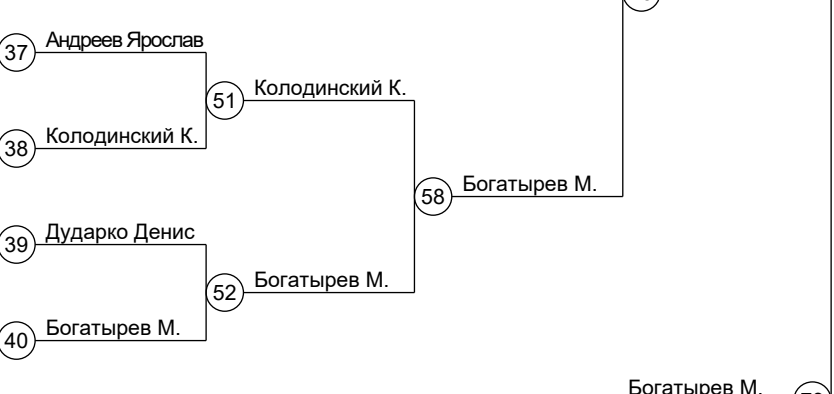 37 Андреев Ярослав
51 Колодинский К.
38 Колодинский К.
58 Богатырев М.
39 Дударко Денис
52 Богатырев М.
40 Богатырев М.
Богатырев М.